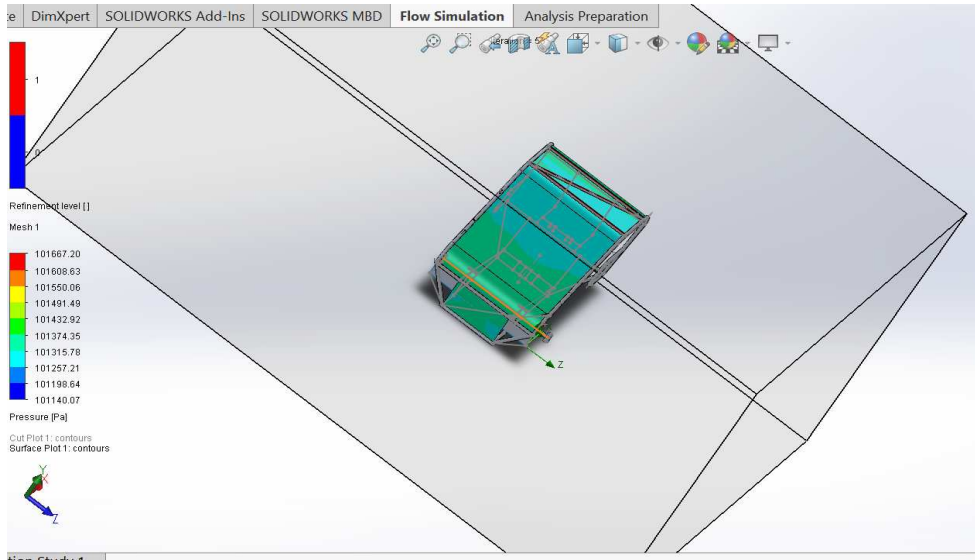 DimXpert SOLIDWORKS Add-Ins SOLIDWORKS MBD Flow Simulation Analysis Preparation
1
0
Refinement level [ ]
Mesh 1
101667.20
101608.63
101550.06
101491.49
101432.92
101374.35
101315.78
101257.21
101198.64
101140.07
Pressure [Pa]
Cut Plot 1: contours
Surface Plot 1: contours
Z
Y
X
Z